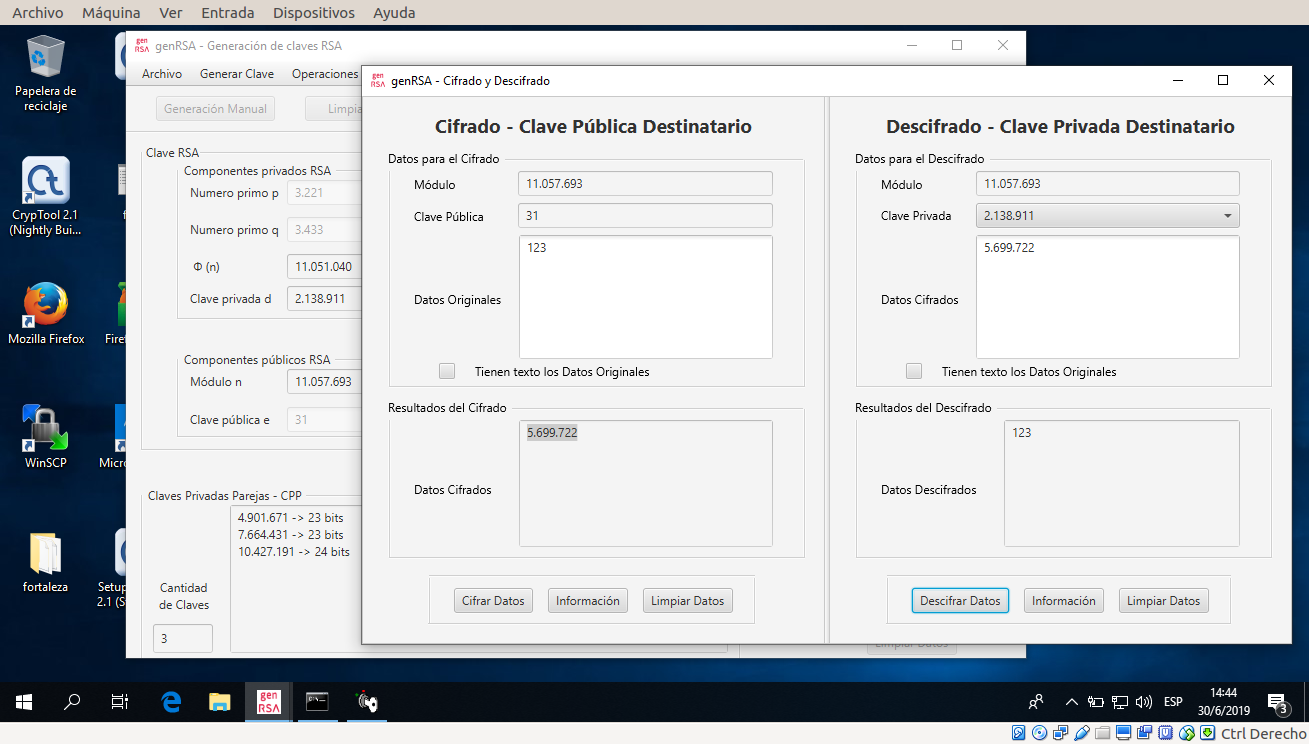 Archivo Máquina Ver Entrada Dispositivos Ayuda
Papelera de
reciclaje
CrypTool 2.1
(Nightly Bui...
Mozilla Firefox
WinSCP
fortaleza
f
Firef
Micro
Setup
2.1 (S
gen
RSA
genRSA - Generación de claves RSA
Archivo Generar Clave Operaciones
Generación Manual
Limpia
Clave RSA
Componentes privados RSA
Numero primo p 3.221
Numero primo q 3.433
Φ (n) 11.051.040
Clave privada d 2.138.911
Componentes públicos RSA
Módulo n 11.057.693
Clave pública e 31
Claves Privadas Parejas - CPP
4.901.671 -> 23 bits
7.664.431 -> 23 bits
10.427.191 -> 24 bits
Cantidad
de Claves
3
Limpiar Datos
gen
RSA
genRSA - Cifrado y Descifrado
Cifrado - Clave Pública Destinatario
Datos para el Cifrado
Módulo 11.057.693
Clave Pública 31
123
Datos Originales
Tienen texto los Datos Originales
Resultados del Cifrado
5.699.722
Datos Cifrados
Cifrar Datos Información Limpiar Datos
Descifrado - Clave Privada Destinatario
Datos para el Descifrado
Módulo 11.057.693
Clave Privada 2.138.911
5.699.722
Datos Cifrados
Tienen texto los Datos Originales
Resultados del Descifrado
123
Datos Descifrados
Descifrar Datos Información Limpiar Datos
gen
RSA
ESP
14:44
30/6/2019
3
Ctrl Derecho